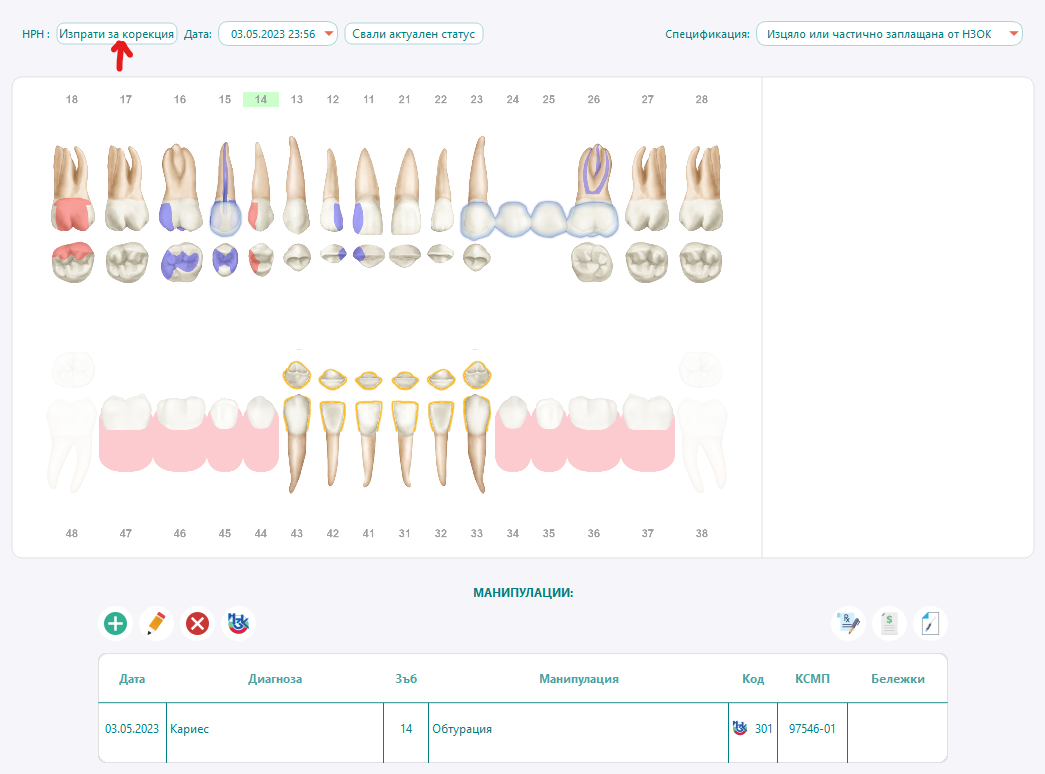 НРН : Изпрати за корекция Дата: 03.05.2023 23:56 Свали актуален статус Спецификация: Изцяло или частично заплащана от НЗОК
18 17 16 15 14 13 12 11 21 22 23 24 25 26 27 28
48 47 46 45 44 43 42 41 31 32 33 34 35 36 37 38
МАНИПУЛАЦИИ:
Дата Диагноза Зъб Манипулация Код КСМП Бележки
03.05.2023 Кариес 14 Обтурация 301 97546-01